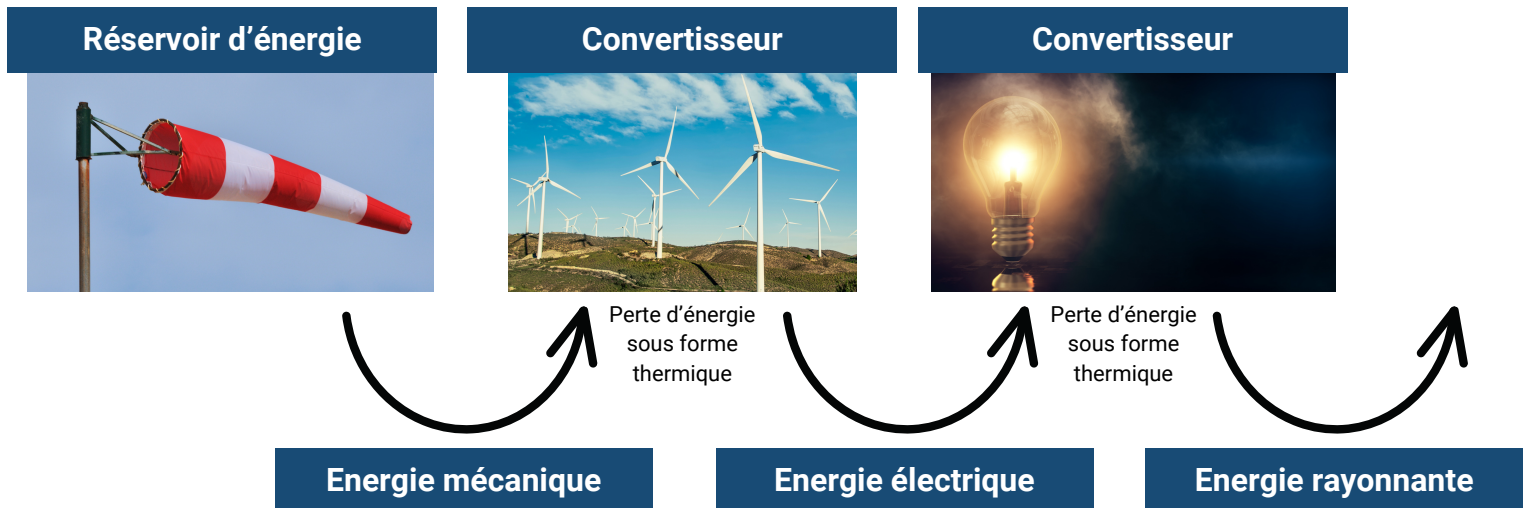 Réservoir d’énergie
Convertisseur
Convertisseur
Perte d’énergie
sous forme
thermique
Perte d’énergie
sous forme
thermique
Energie mécanique
Energie électrique
Energie rayonnante